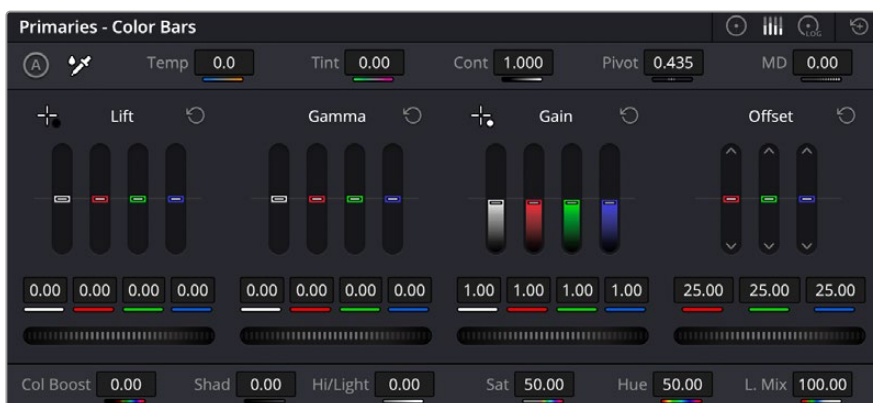 Primaries - Color Bars
LOG
A Temp 0.0 Tint 0.00 Cont 1.000 Pivot 0.435 MD 0.00
Lift Gamma Gain Offset
0.00 0.00 0.00 0.00 0.00 0.00 0.00 0.00 1.00 1.00 1.00 1.00 25.00 25.00 25.00
Col Boost 0.00 Shad 0.00 Hi/Light 0.00 Sat 50.00 Hue 50.00 L. Mix 100.00